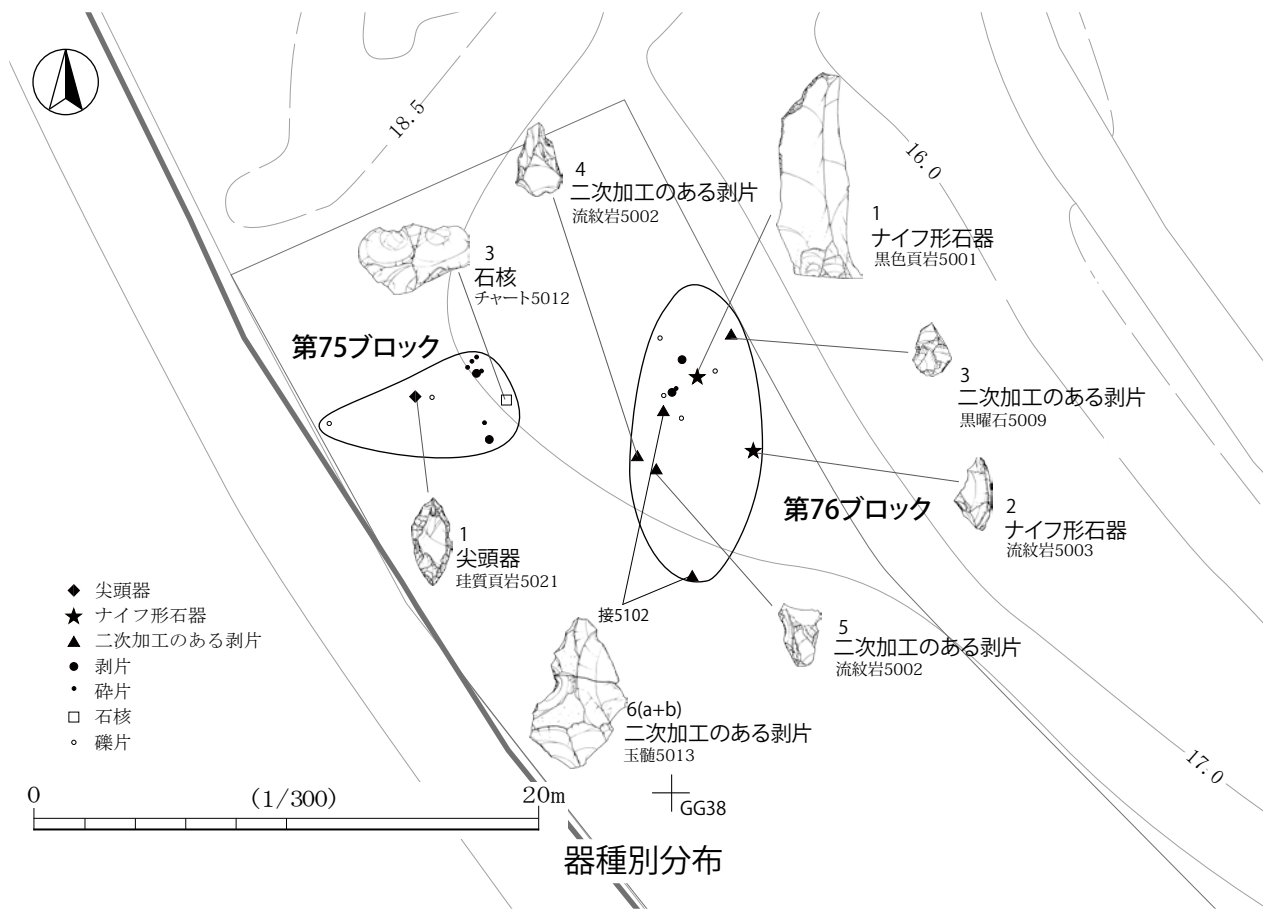 18.5
16.0
4
二次加工のある剥片
流紋岩5002
1
ナイフ形石器
黒色頁岩5001
3
石核
チャート5012
第75ブロック
3
二次加工のある剥片
黒曜石5009
第76ブロック
2
ナイフ形石器
流紋岩5003
1
尖頭器
珪質頁岩5021
接5102
5
二次加工のある剥片
流紋岩5002
6(a+b)
二次加工のある剥片
玉髄5013
17.0
尖頭器
ナイフ形石器
二次加工のある剥片
剥片
砕片
石核
礫片
0 (1/300) 20m
GG38
器種別分布